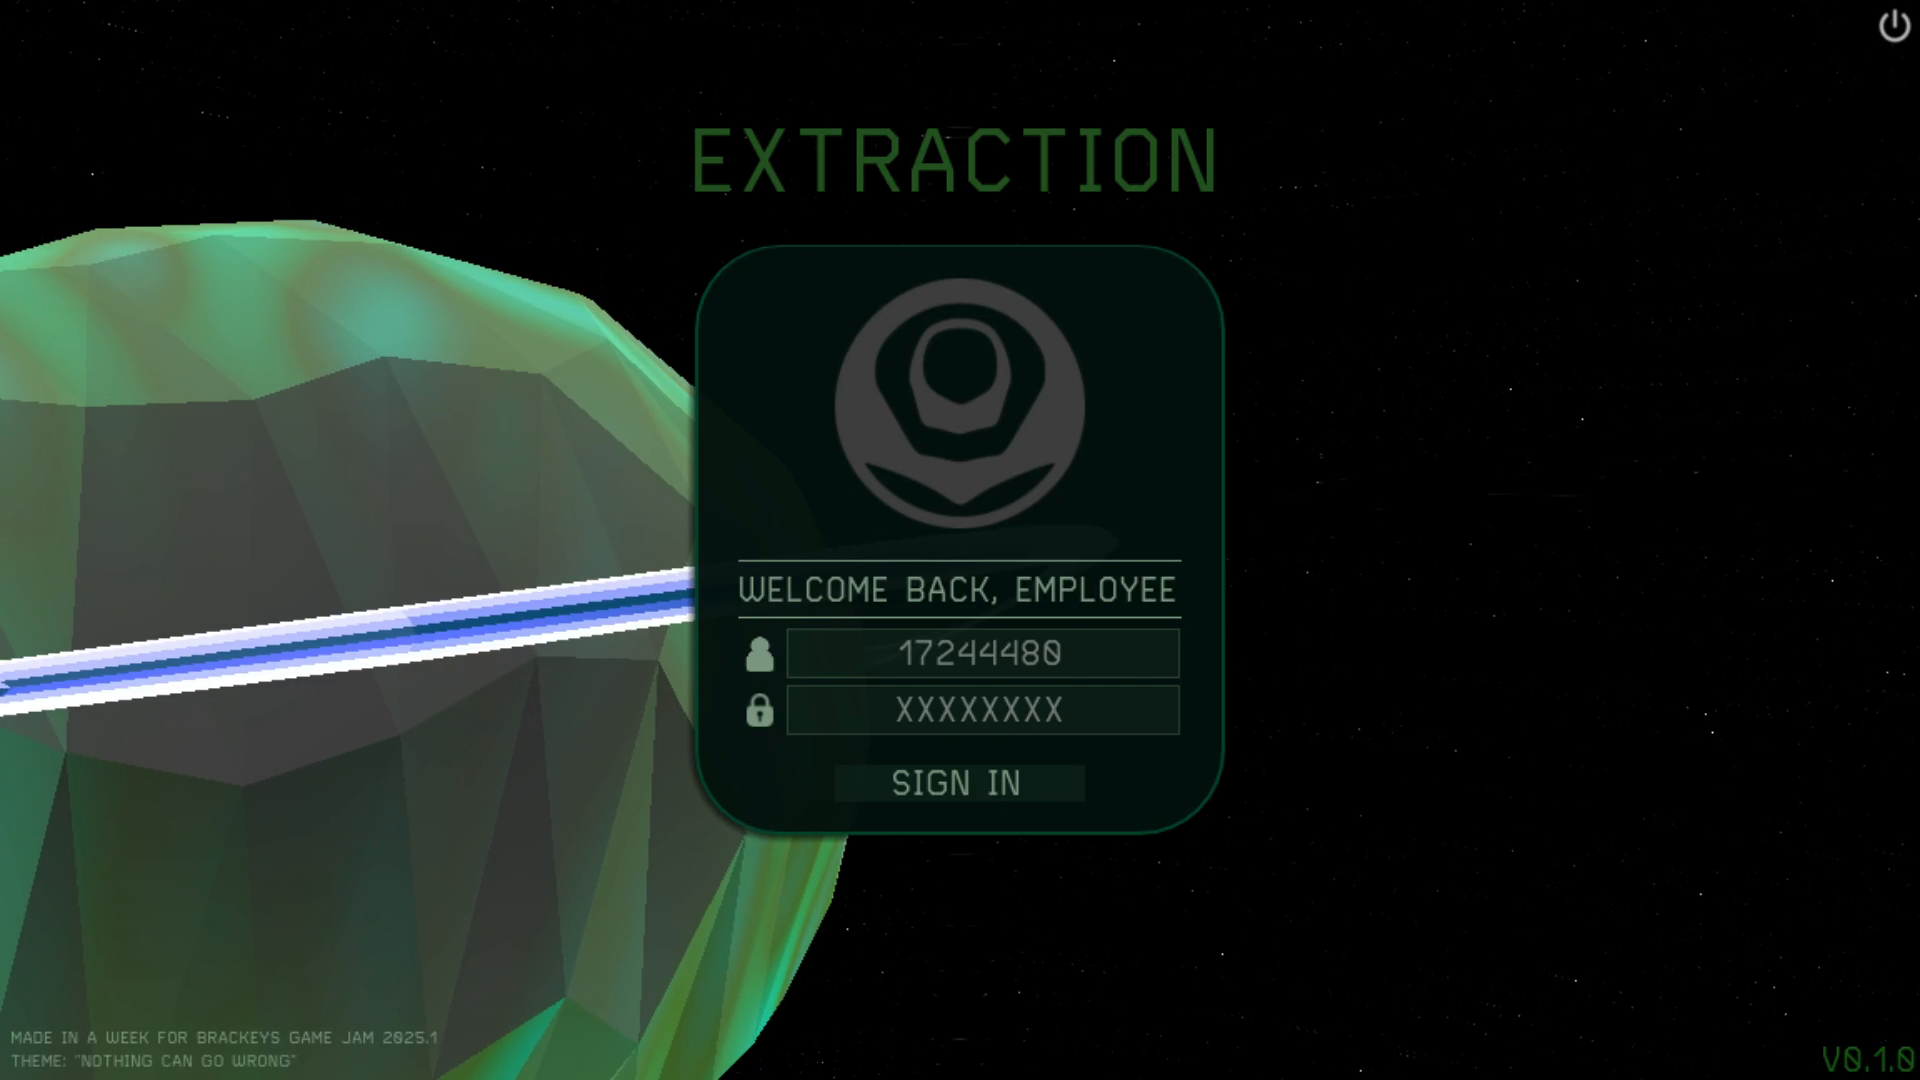 EXTRACTION
WELCOME BACK, EMPLOYEE
17244480
XXXXXXXX
SIGN IN
MADE IN A WEEK FOR BRACKEYS GAME JAM 2025.1
THEME: "NOTHING CAN GO WRONG"
V0.1.0